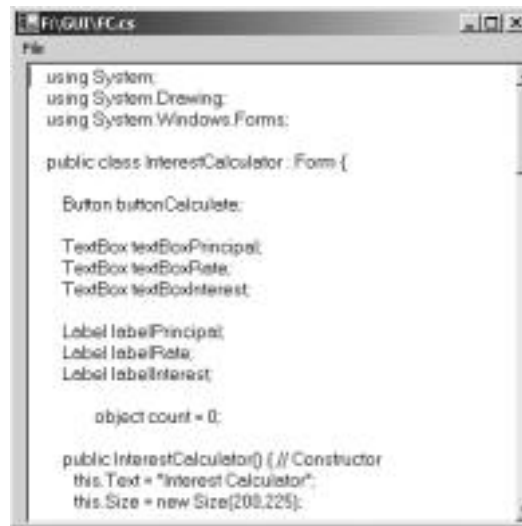 F:\GUI\FC.cs
File
using System;
using System.Drawing;
using System.Windows.Forms;
public class InterestCalculator : Form {
Button buttonCalculate;
TextBox textBoxPrincipal;
TextBox textBoxRate;
TextBox textBoxInterest;
Label labelPrincipal;
Label labelRate;
Label labelInterest;
object count = 0;
public InterestCalculator() { // Constructor
this.Text = "Interest Calculator";
this.Size = new Size(200,225);